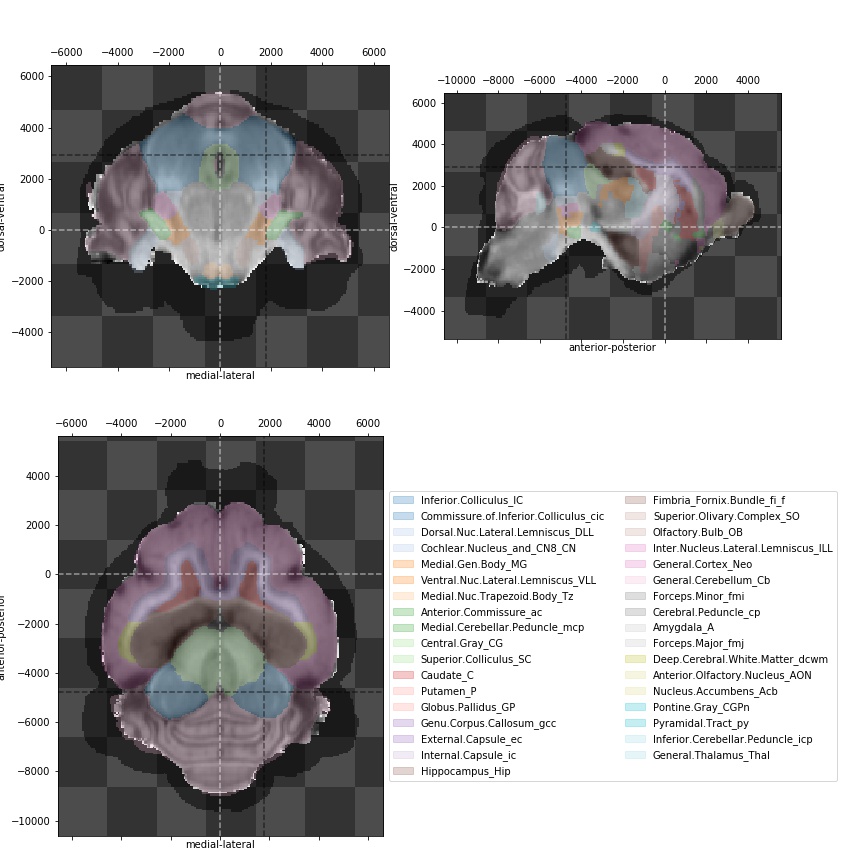 −6000 −4000 −2000 0 2000 4000 6000
6000
4000
2000
0
−2000
−4000
medial-lateral
−10000 −8000 −6000 −4000 −2000 0 2000 4000
dorsal-ventral
6000
4000
2000
0
−2000
−4000
anterior-posterior
−6000 −4000 −2000 0 2000 4000 6000
4000
2000
0
−2000
−4000
−6000
−8000
−10000
medial-lateral
Inferior.Colliculus_IC
Commissure.of.Inferior.Colliculus_cic
Dorsal.Nuc.Lateral.Lemniscus_DLL
Cochlear.Nucleus_and_CN8_CN
Medial.Gen.Body_MG
Ventral.Nuc.Lateral.Lemniscus_VLL
Medial.Nuc.Trapezoid.Body_Tz
Anterior.Commissure_ac
Medial.Cerebellar.Peduncle_mcp
Central.Gray_CG
Superior.Colliculus_SC
Caudate_C
Putamen_P
Globus.Pallidus_GP
Genu.Corpus.Callosum_gcc
External.Capsule_ec
Internal.Capsule_ic
Hippocampus_Hip
Fimbria_Fornix.Bundle_fi_f
Superior.Olivary.Complex_SO
Olfactory.Bulb_OB
Inter.Nucleus.Lateral.Lemniscus_ILL
General.Cortex_Neo
General.Cerebellum_Cb
Forceps.Minor_fmi
Cerebral.Peduncle_cp
Amygdala_A
Forceps.Major_fmj
Deep.Cerebral.White.Matter_dcwm
Anterior.Olfactory.Nucleus_AON
Nucleus.Accumbens_Acb
Pontine.Gray_CGPn
Pyramidal.Tract_py
Inferior.Cerebellar.Peduncle_icp
General.Thalamus_Thal